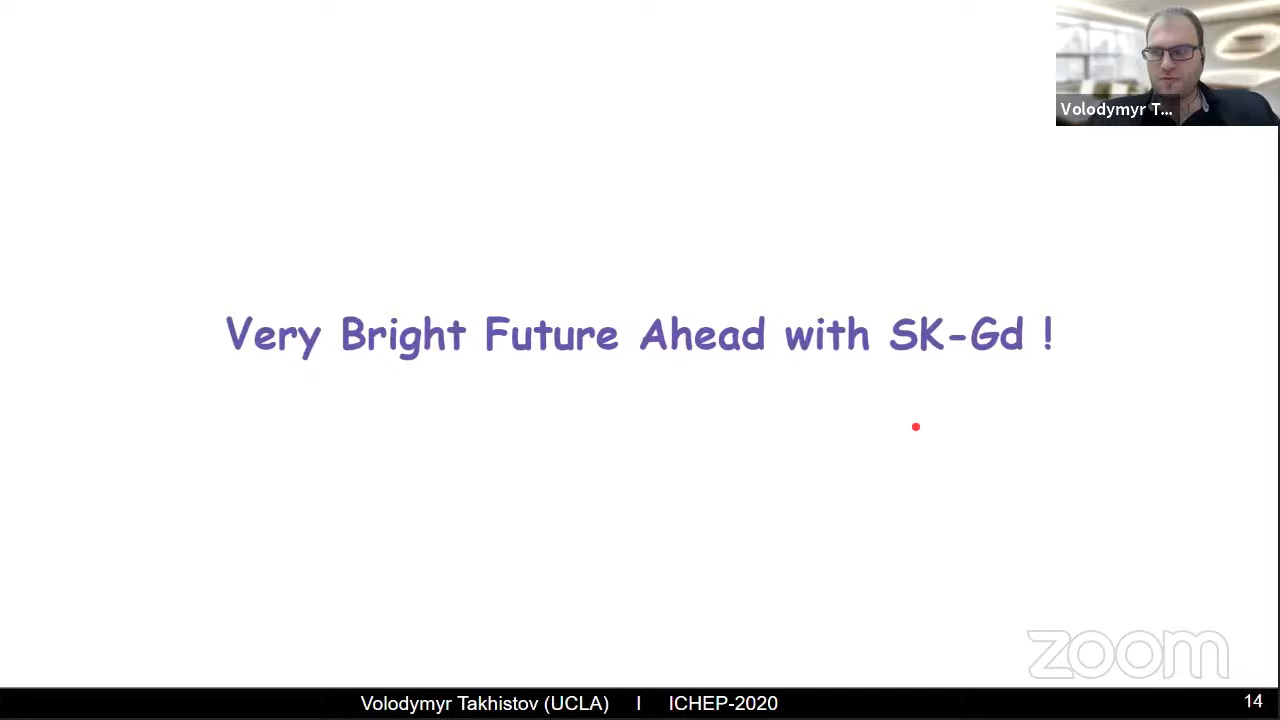 Volodymyr T...
Very Bright Future Ahead with SK-Gd !
zoom
Volodymyr Takhistov (UCLA) I ICHEP-2020 14